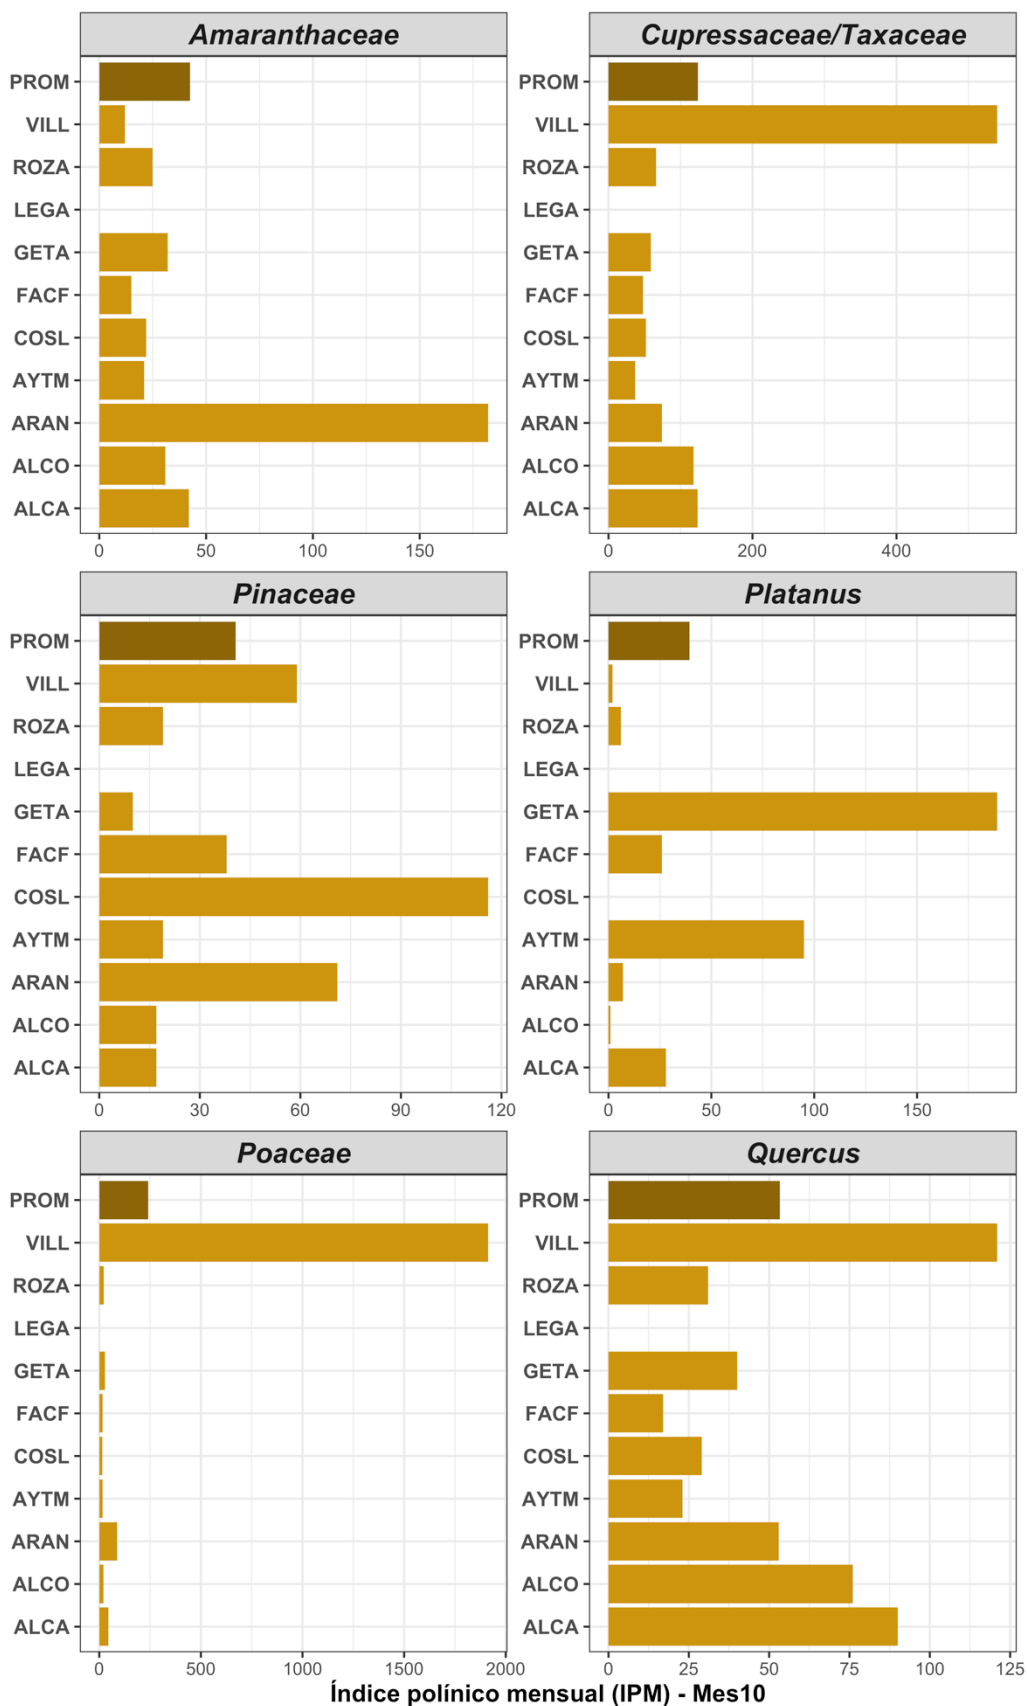 Amaranthaceae
PROM
VILL
ROZA
LEGA
GETA
FACF
COSL
AYTM
ARAN
ALCO
ALCA
0 50 100 150
Cupressaceae/Taxaceae
PROM
VILL
ROZA
LEGA
GETA
FACF
COSL
AYTM
ARAN
ALCO
ALCA
0 200 400
Pinaceae
PROM
VILL
ROZA
LEGA
GETA
FACF
COSL
AYTM
ARAN
ALCO
ALCA
0 30 60 90 120
Platanus
PROM
VILL
ROZA
LEGA
GETA
FACF
COSL
AYTM
ARAN
ALCO
ALCA
0 50 100 150
Poaceae
PROM
VILL
ROZA
LEGA
GETA
FACF
COSL
AYTM
ARAN
ALCO
ALCA
0 500 1000 1500 2000
Quercus
PROM
VILL
ROZA
LEGA
GETA
FACF
COSL
AYTM
ARAN
ALCO
ALCA
0 25 50 75 100 125
Índice polínico mensual (IPM) - Mes10